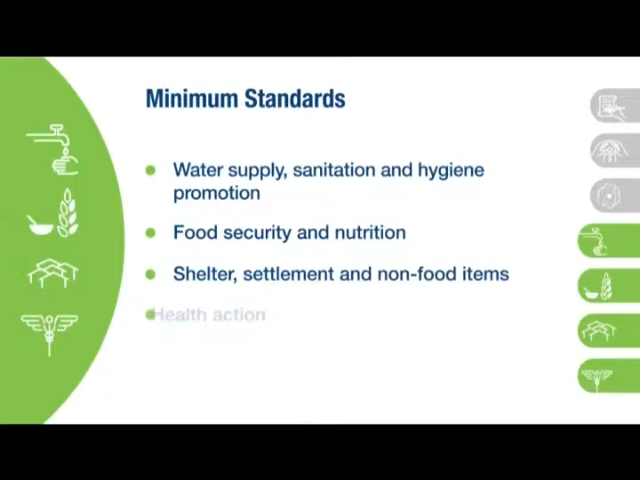 Minimum Standards
Water supply, sanitation and hygiene
promotion
Food security and nutrition
Shelter, settlement and non-food items
Health action